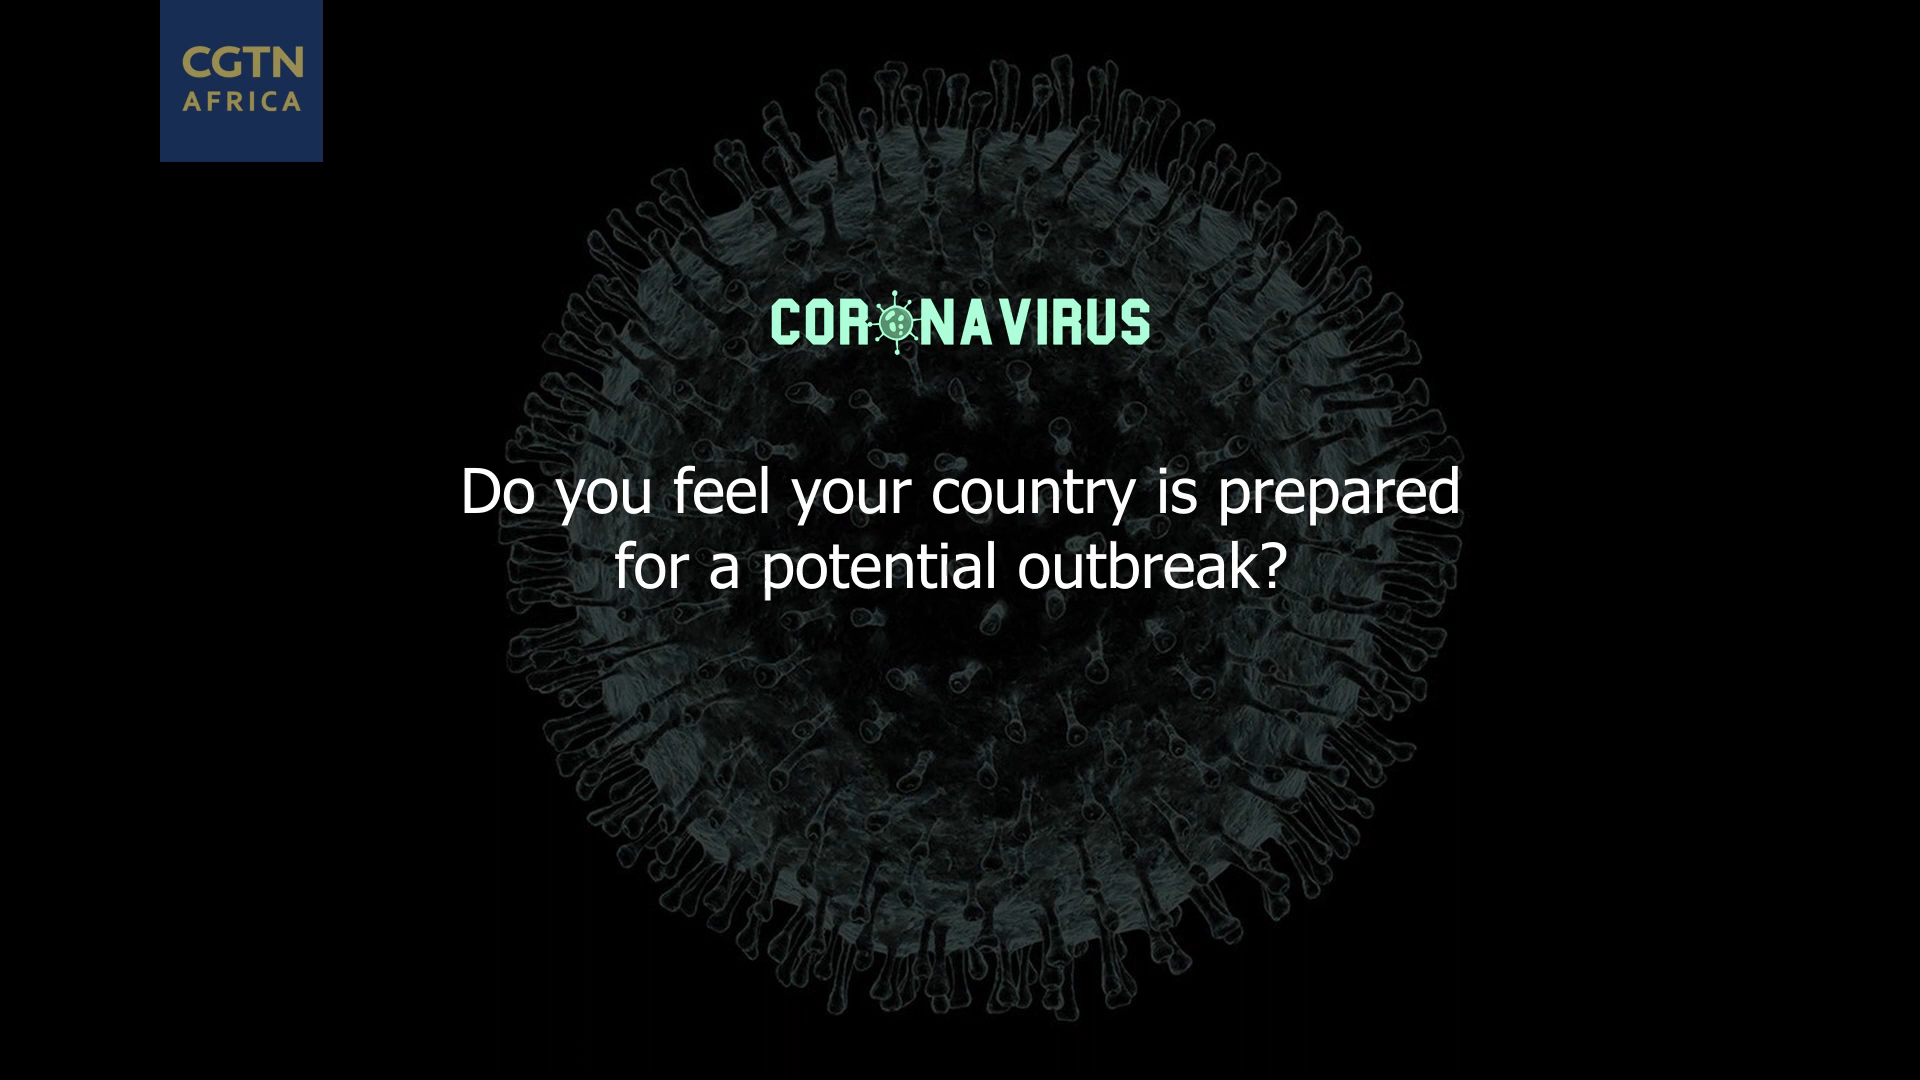 CGTN
AFRICA
CORONAVIRUS
Do you feel your country is prepared
for a potential outbreak?